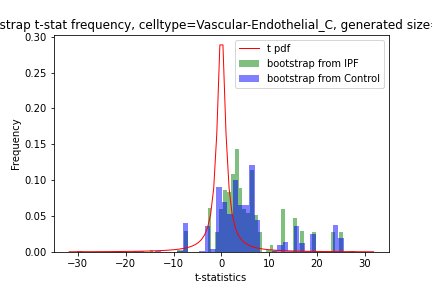 strap t-stat frequency, celltype=Vascular-Endothelial_C, generated size=
t pdf
bootstrap from IPF
bootstrap from Control
Frequency
0.30
0.25
0.20
0.15
0.10
0.05
0.00
−30 −20 −10 0 10 20 30
t-statistics